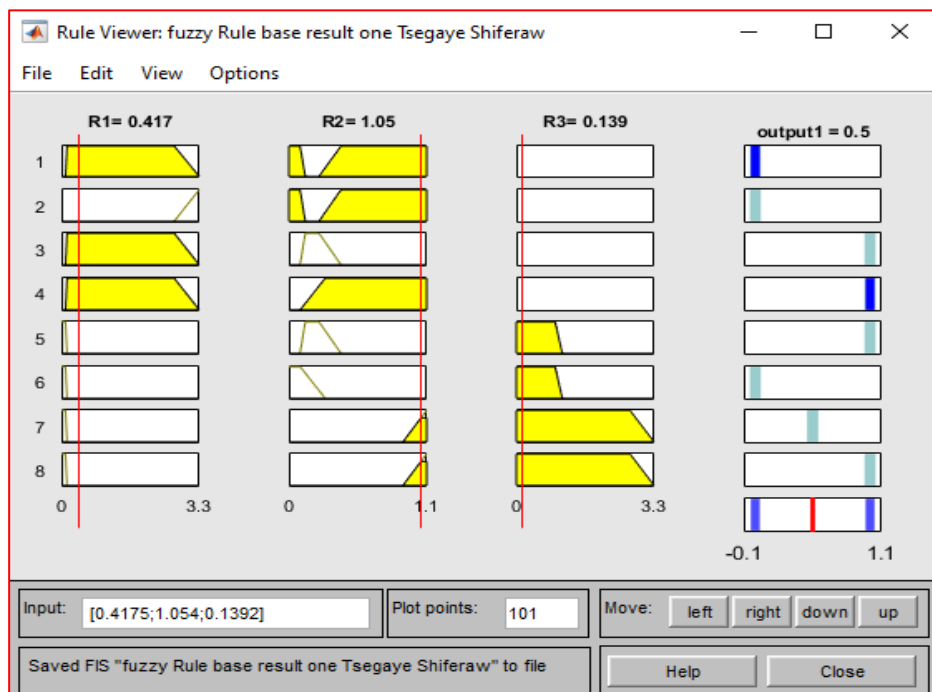 Rule Viewer: fuzzy Rule base result one Tsegaye Shiferaw
File Edit View Options
R1= 0.417 R2= 1.05 R3= 0.139 output1 = 0.5
1
2
3
4
5
6
7
8
0 3.3 0 1.1 0 3.3
-0.1 1.1
Input: [0.4175;1.054;0.1392] Plot points: 101 Move: left right down up
Saved FIS "fuzzy Rule base result one Tsegaye Shiferaw" to file Help Close